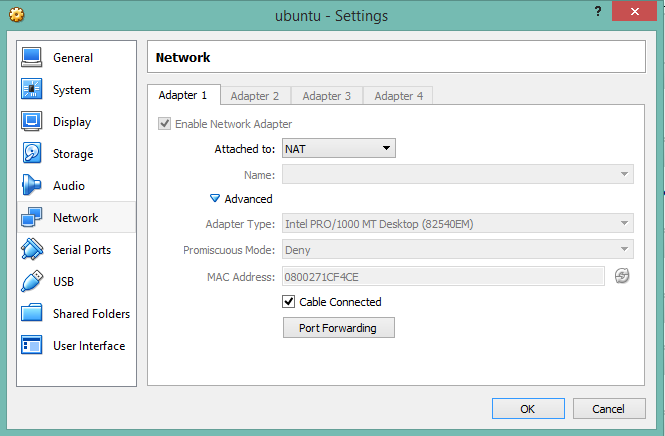 ubuntu - Settings
?
General
System
Display
Storage
Audio
Network
Serial Ports
USB
Shared Folders
User Interface
Network
Adapter 1 Adapter 2 Adapter 3 Adapter 4
Enable Network Adapter
Attached to: NAT
Name:
Advanced
Adapter Type: Intel PRO/1000 MT Desktop (82540EM)
Promiscuous Mode: Deny
MAC Address: 0800271CF4CE
Cable Connected
Port Forwarding
OK Cancel